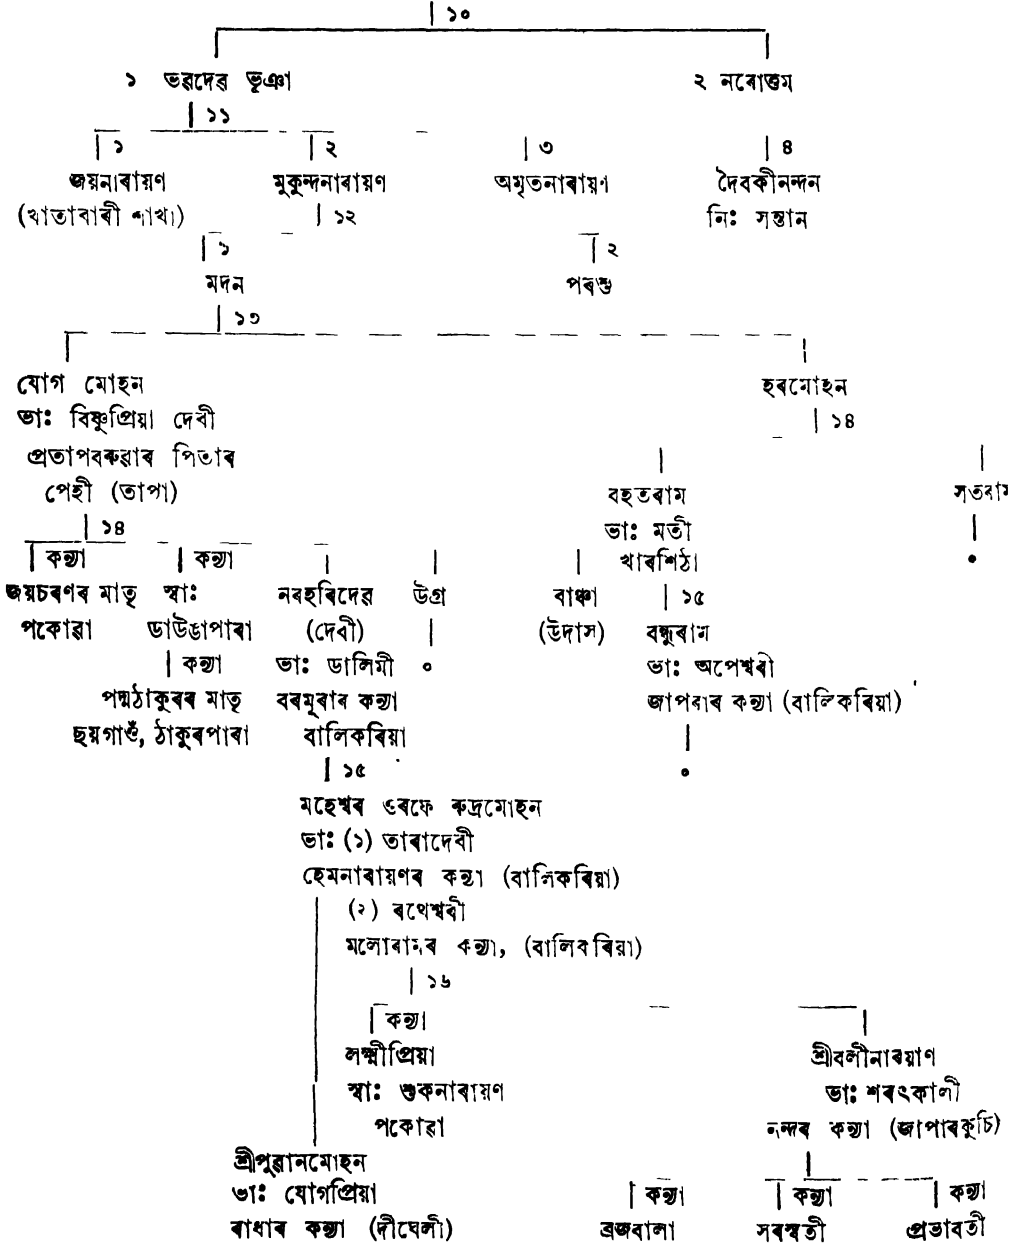 ১০
১ ভৱদেৱ ভূঞা ২ নৰোত্তম
১১
১ ২ ৩ ৪
জয়নাৰায়ণ মুকুন্দনাৰায়ণ অমৃতনাৰায়ণ দৈবকীনন্দন
(খাতাবাৰী শাখা) ১২ নিঃ সন্তান
১ ২
মদন পৰশু
১৩
যোগ মোহন হৰমোহন
ভাঃ বিষ্ণুপ্ৰিয়া দেবী ১৪
প্ৰতাপবৰুৱাৰ পিতাৰ
পেহী (তাপা) বহতৰাম সতৰাম
১৪ ভাঃ মতী
কন্যা কন্যা খাৰশিঠা
জয়চৰণৰ মাতৃ স্বাঃ নৰহৰিদেৱ উগ্ৰ বাঞ্চা ১৫
পকোৱা ডাউঙাপাৰা (দেবী) (উদাস) বন্ধুৰাম
কন্যা ভাঃ ডালিমী ভাঃ অপেশ্বৰী
পদ্মঠাকুৰৰ মাতৃ বৰমূৰাৰ কন্যা জাপৰাৰ কন্যা (বালিকৰিয়া)
ছয়গাওঁ, ঠাকুৰপাৰা বালিকৰিয়া
১৫
মহেশ্বৰ ওৰফে ৰুদ্ৰমোহন
ভাঃ (১) তাৰাদেবী
হেমনাৰায়ণৰ কন্যা (বালিকৰিয়া)
(২) ৰথেশ্বৰী
মলোৰামৰ কন্যা, (বালিকৰিয়া)
১৬
কন্যা
লক্ষ্মীপ্ৰিয়া শ্ৰীবলীনাৰায়াণ
স্বাঃ শুকনাৰায়ণ ভাঃ শৰৎকালী
পকোৱা নন্দৰ কন্যা (জাপাৰকুচি)
শ্ৰীপুৱানমোহন
ভাঃ যোগপ্ৰিয়া কন্যা কন্যা কন্যা
ৰাধাৰ কন্যা (দীঘেলী) ব্ৰজবালা সৰস্বতী প্ৰভাবতী